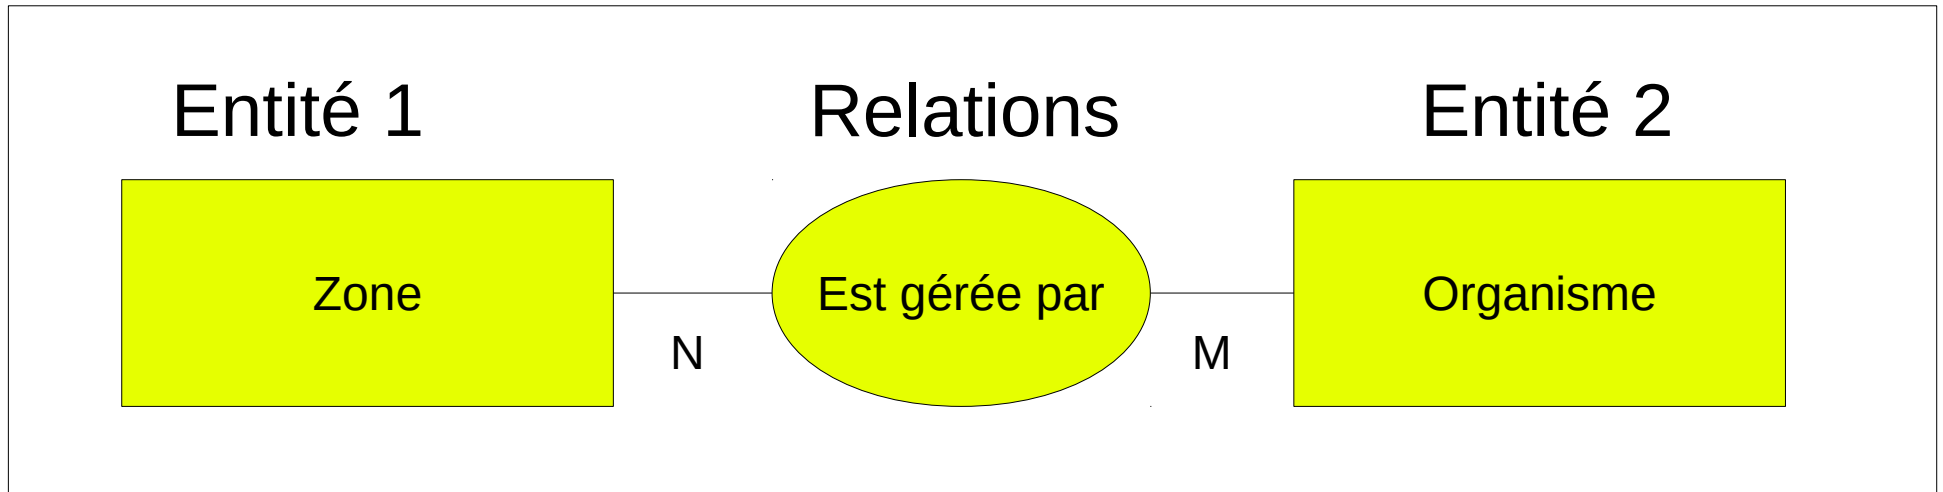 Entité 1
Relations
Entité 2
Zone
Est gérée par
Organisme
N
M